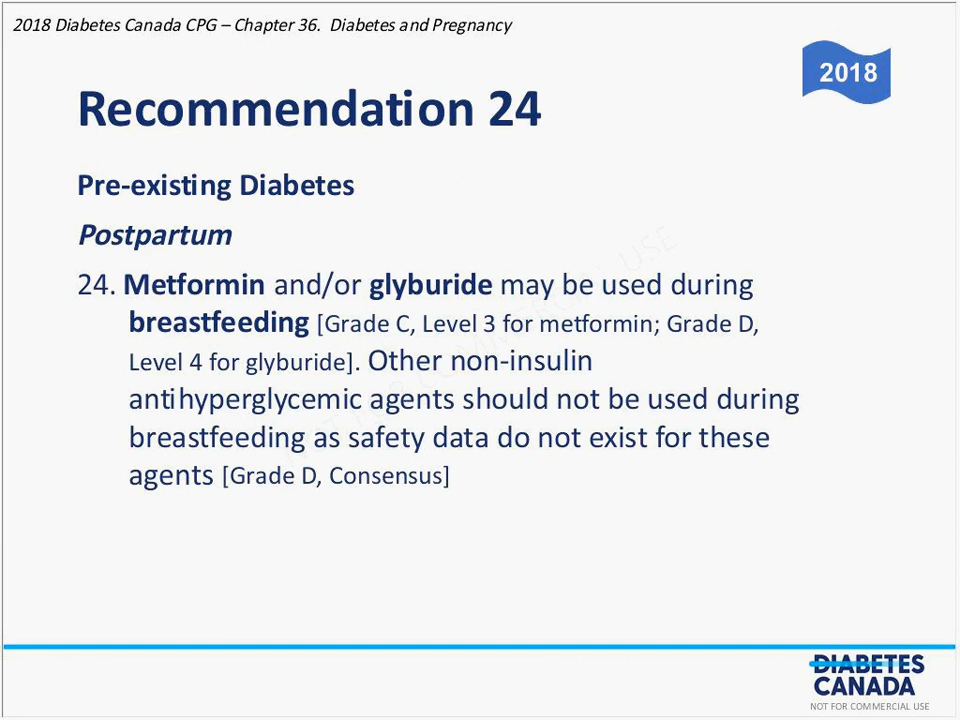 2018 Diabetes Canada CPG – Chapter 36. Diabetes and Pregnancy
2018
Recommendation 24
Pre-existing Diabetes
Postpartum
24. Metformin and/or glyburide may be used during
breastfeeding [Grade C, Level 3 for metformin; Grade D,
Level 4 for glyburide]. Other non-insulin
antihyperglycemic agents should not be used during
breastfeeding as safety data do not exist for these
agents [Grade D, Consensus]
DIABETES
CANADA
NOT FOR COMMERCIAL USE